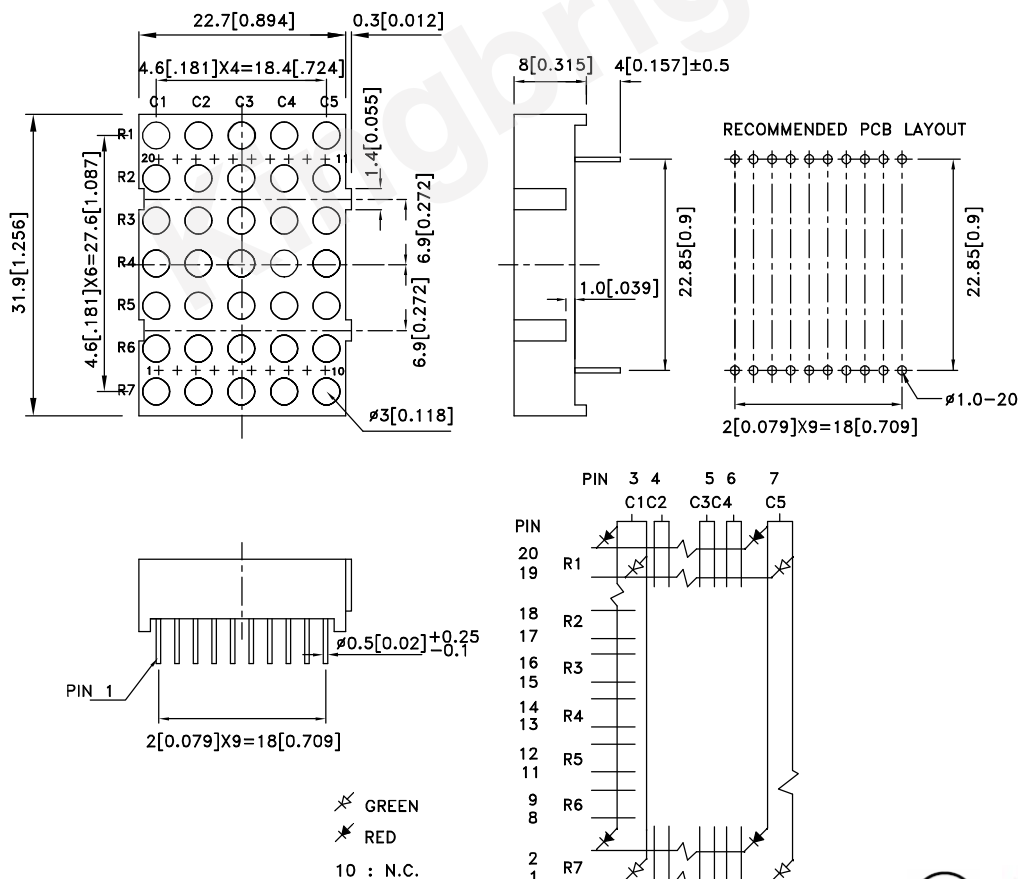 22.7[0.894]
0.3[0.012]
4.6[.181]X4=18.4[.724]
C1 C2 C3 C4 C5
R1
20 11
R2
R3
R4
R5
R6
1 10
R7
31.9[1.256]
4.6[.181]X6=27.6[1.087]
1.4[0.055]
6.9[0.272]
6.9[0.272]
ø3[0.118]
8[0.315]
4[0.157]±0.5
1.0[.039]
22.85[0.9]
RECOMMENDED PCB LAYOUT
22.85[0.9]
ø1.0-20
2[0.079]X9=18[0.709]
ø0.5[0.02]+0.25
-0.1
PIN 1
2[0.079]X9=18[0.709]
GREEN
RED
10 : N.C.
PIN 3 4 5 6 7
C1C2 C3C4 C5
PIN
20
R1
19
18
R2
17
16
R3
15
14
R4
13
12
R5
11
9
R6
8
2
R7
1